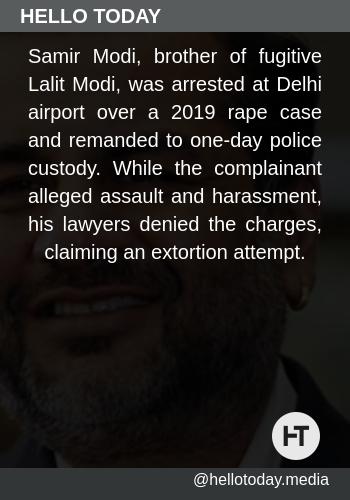 HELLO TODAY
Samir Modi, brother of fugitive
Lalit Modi, was arrested at Delhi
airport over a 2019 rape case
and remanded to one-day police
custody. While the complainant
alleged assault and harassment,
his lawyers denied the charges,
claiming an extortion attempt.
HT
@hellotoday.media